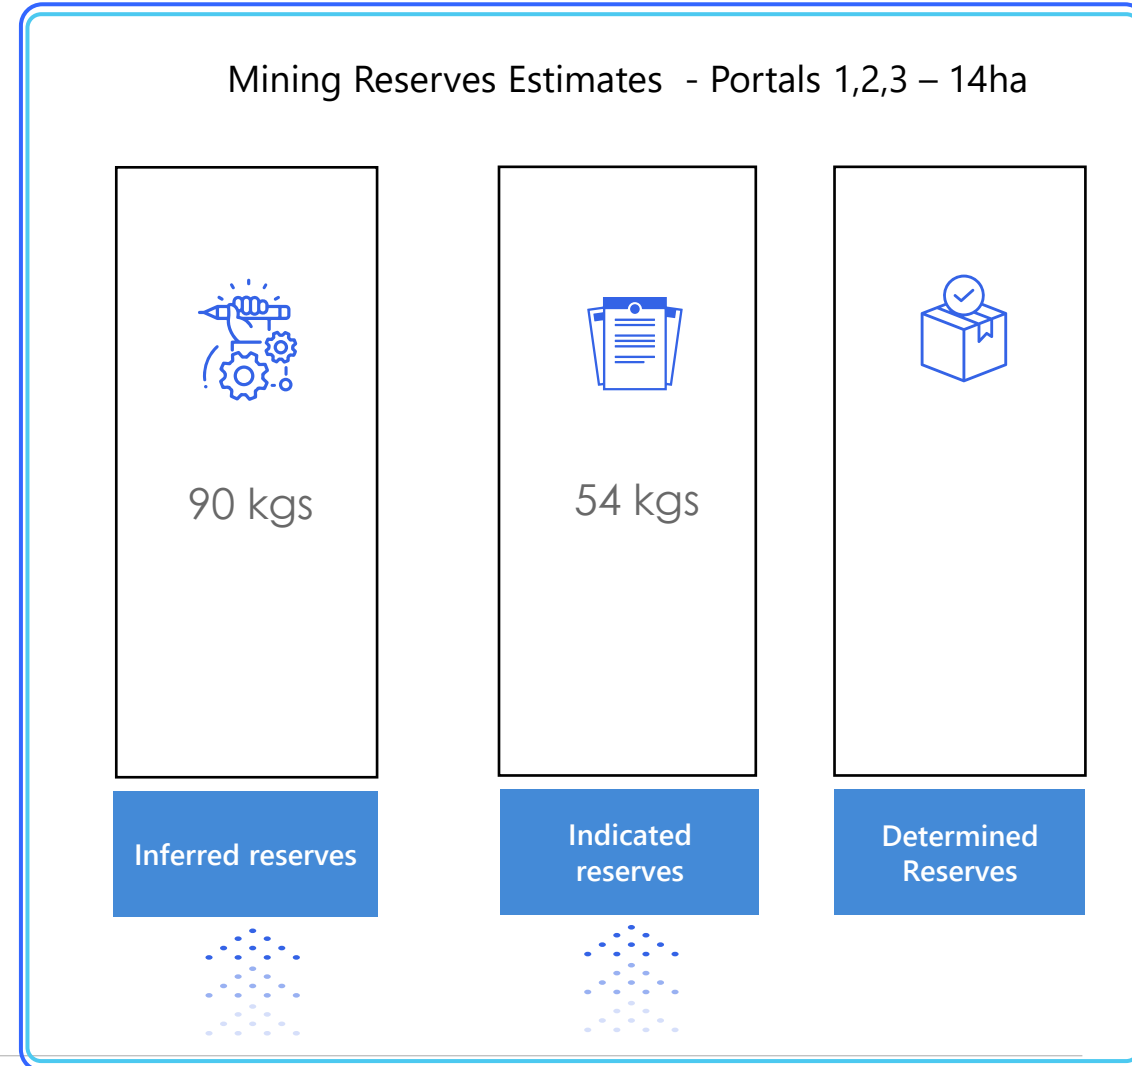 Mining Reserves Estimates - Portals 1,2,3 – 14ha
90 kgs
54 kgs
Inferred reserves
Indicated
reserves
Determined
Reserves